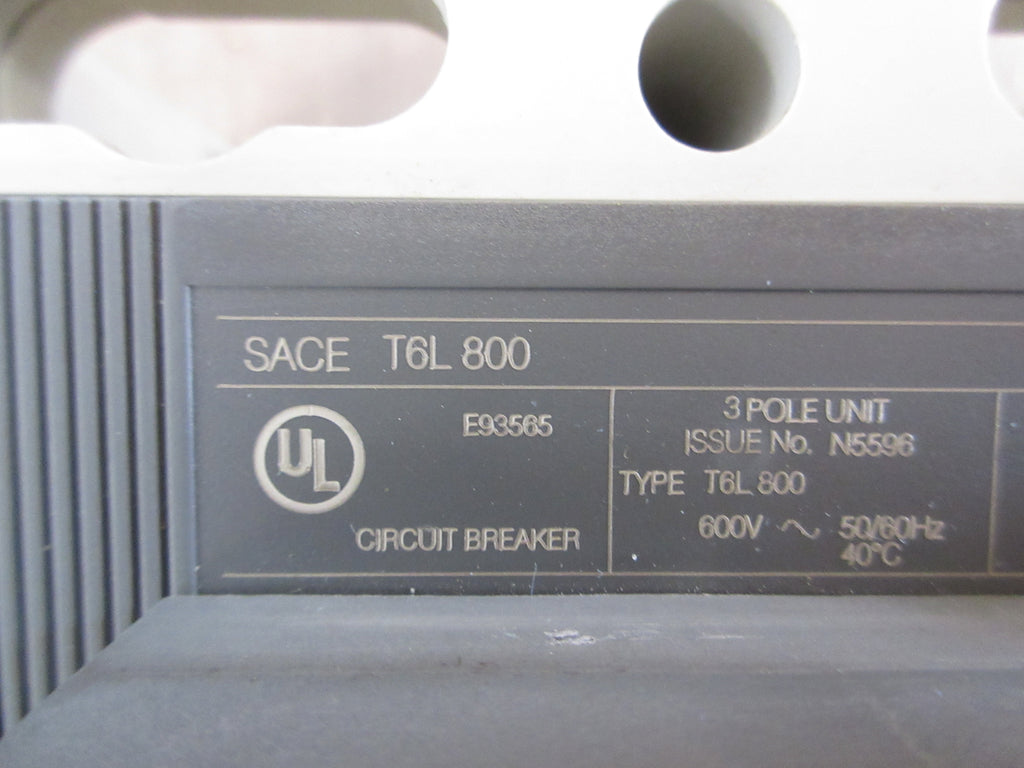 SACE T6L 800
UL
E93565
CIRCUIT BREAKER
3 POLE UNIT
ISSUE No. N5596
TYPE T6L 800
600V ~ 50/60Hz
40°C